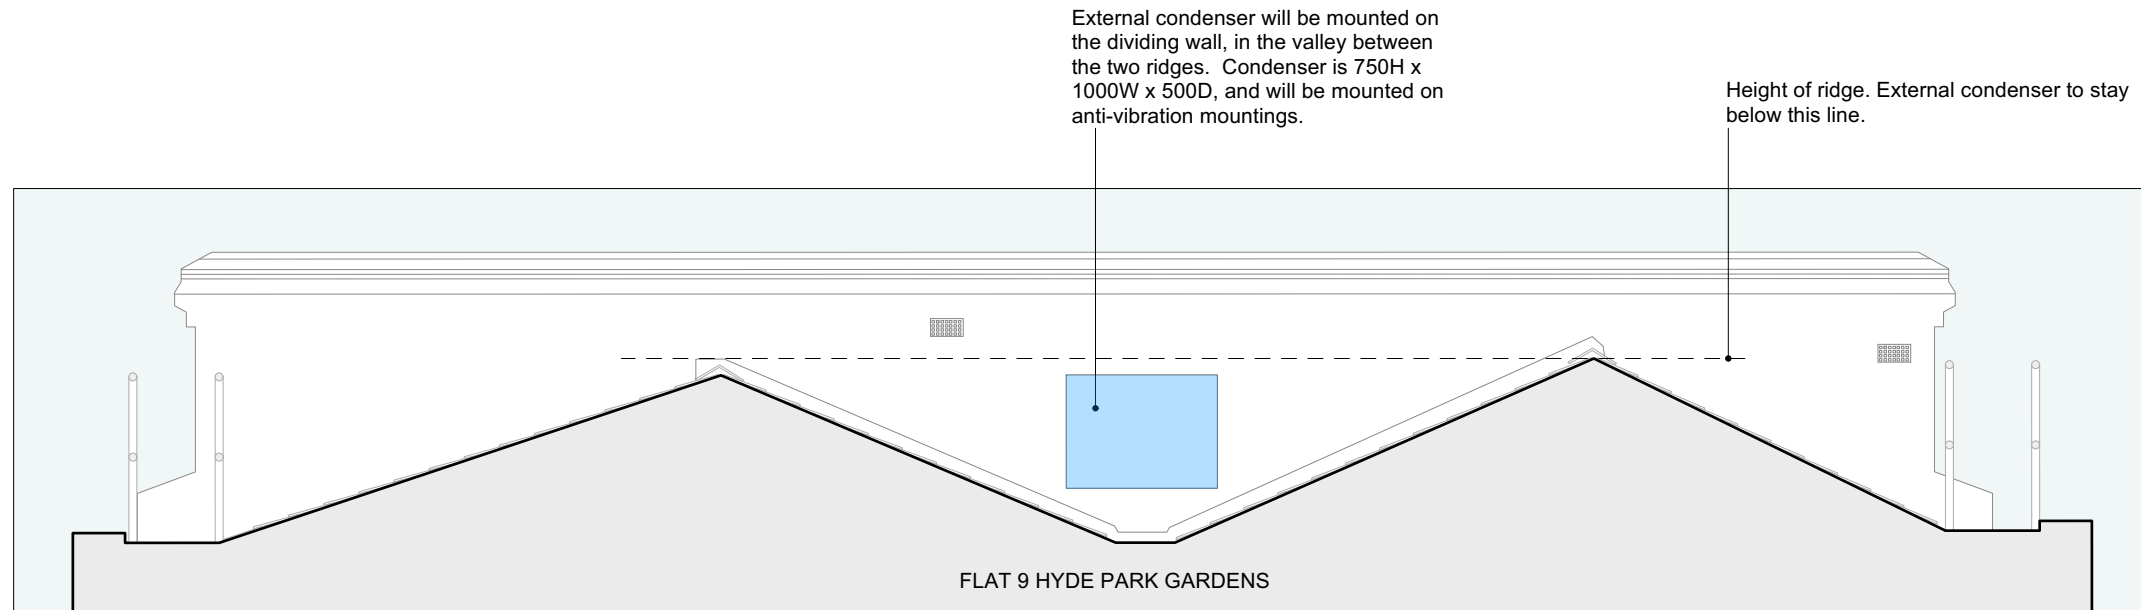 External condenser will be mounted on
the dividing wall, in the valley between
the two ridges.  Condenser is 750H x
1000W x 500D, and will be mounted on
anti-vibration mountings.
Height of ridge. External condenser to stay
below this line.
FLAT 9 HYDE PARK GARDENS